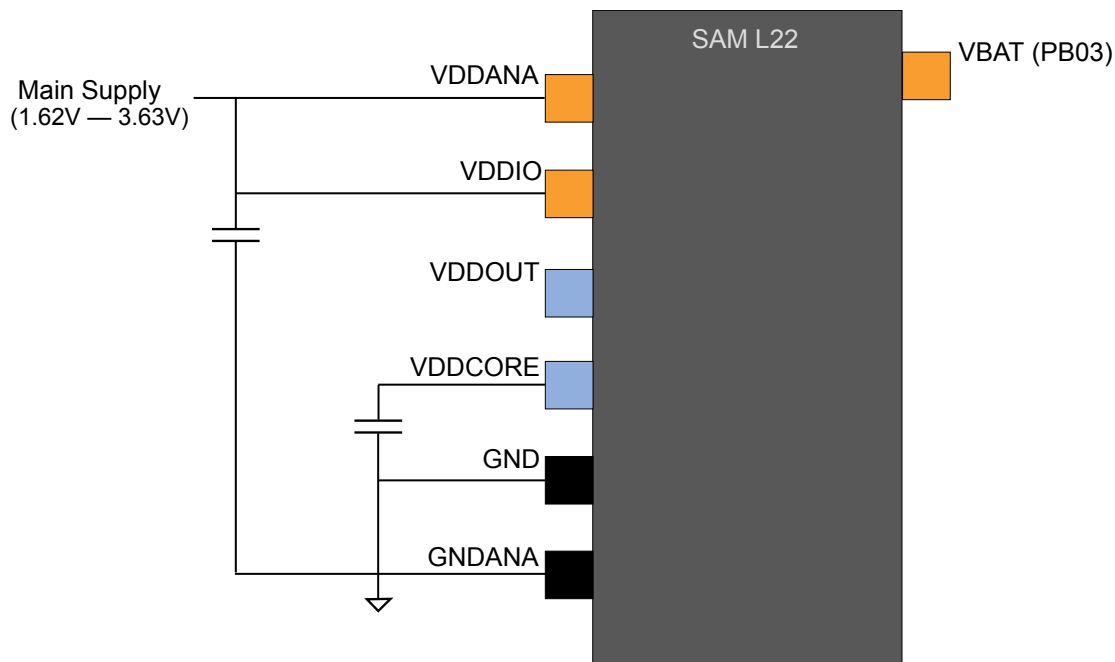 SAM L22
VBAT (PB03)
VDDANA
Main Supply
(1.62V — 3.63V)
VDDIO
VDDOUT
VDDCORE
GND
GNDANA